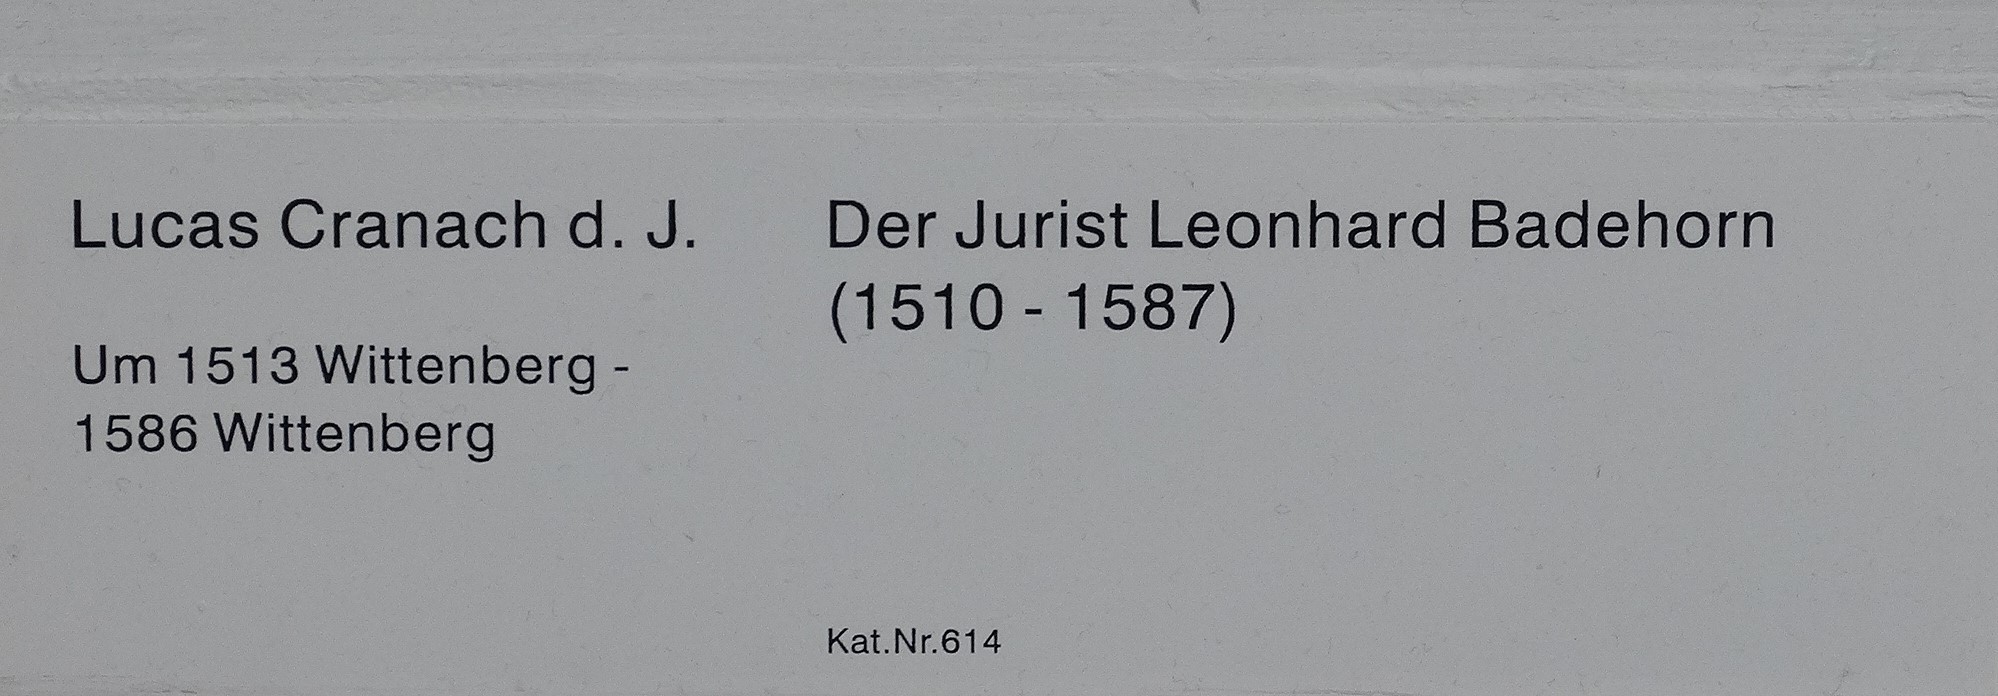 Lucas Cranach d. J.
Um 1513 Wittenberg -
1586 Wittenberg
Der Jurist Leonhard Badehorn
(1510 - 1587)
Kat.Nr.614